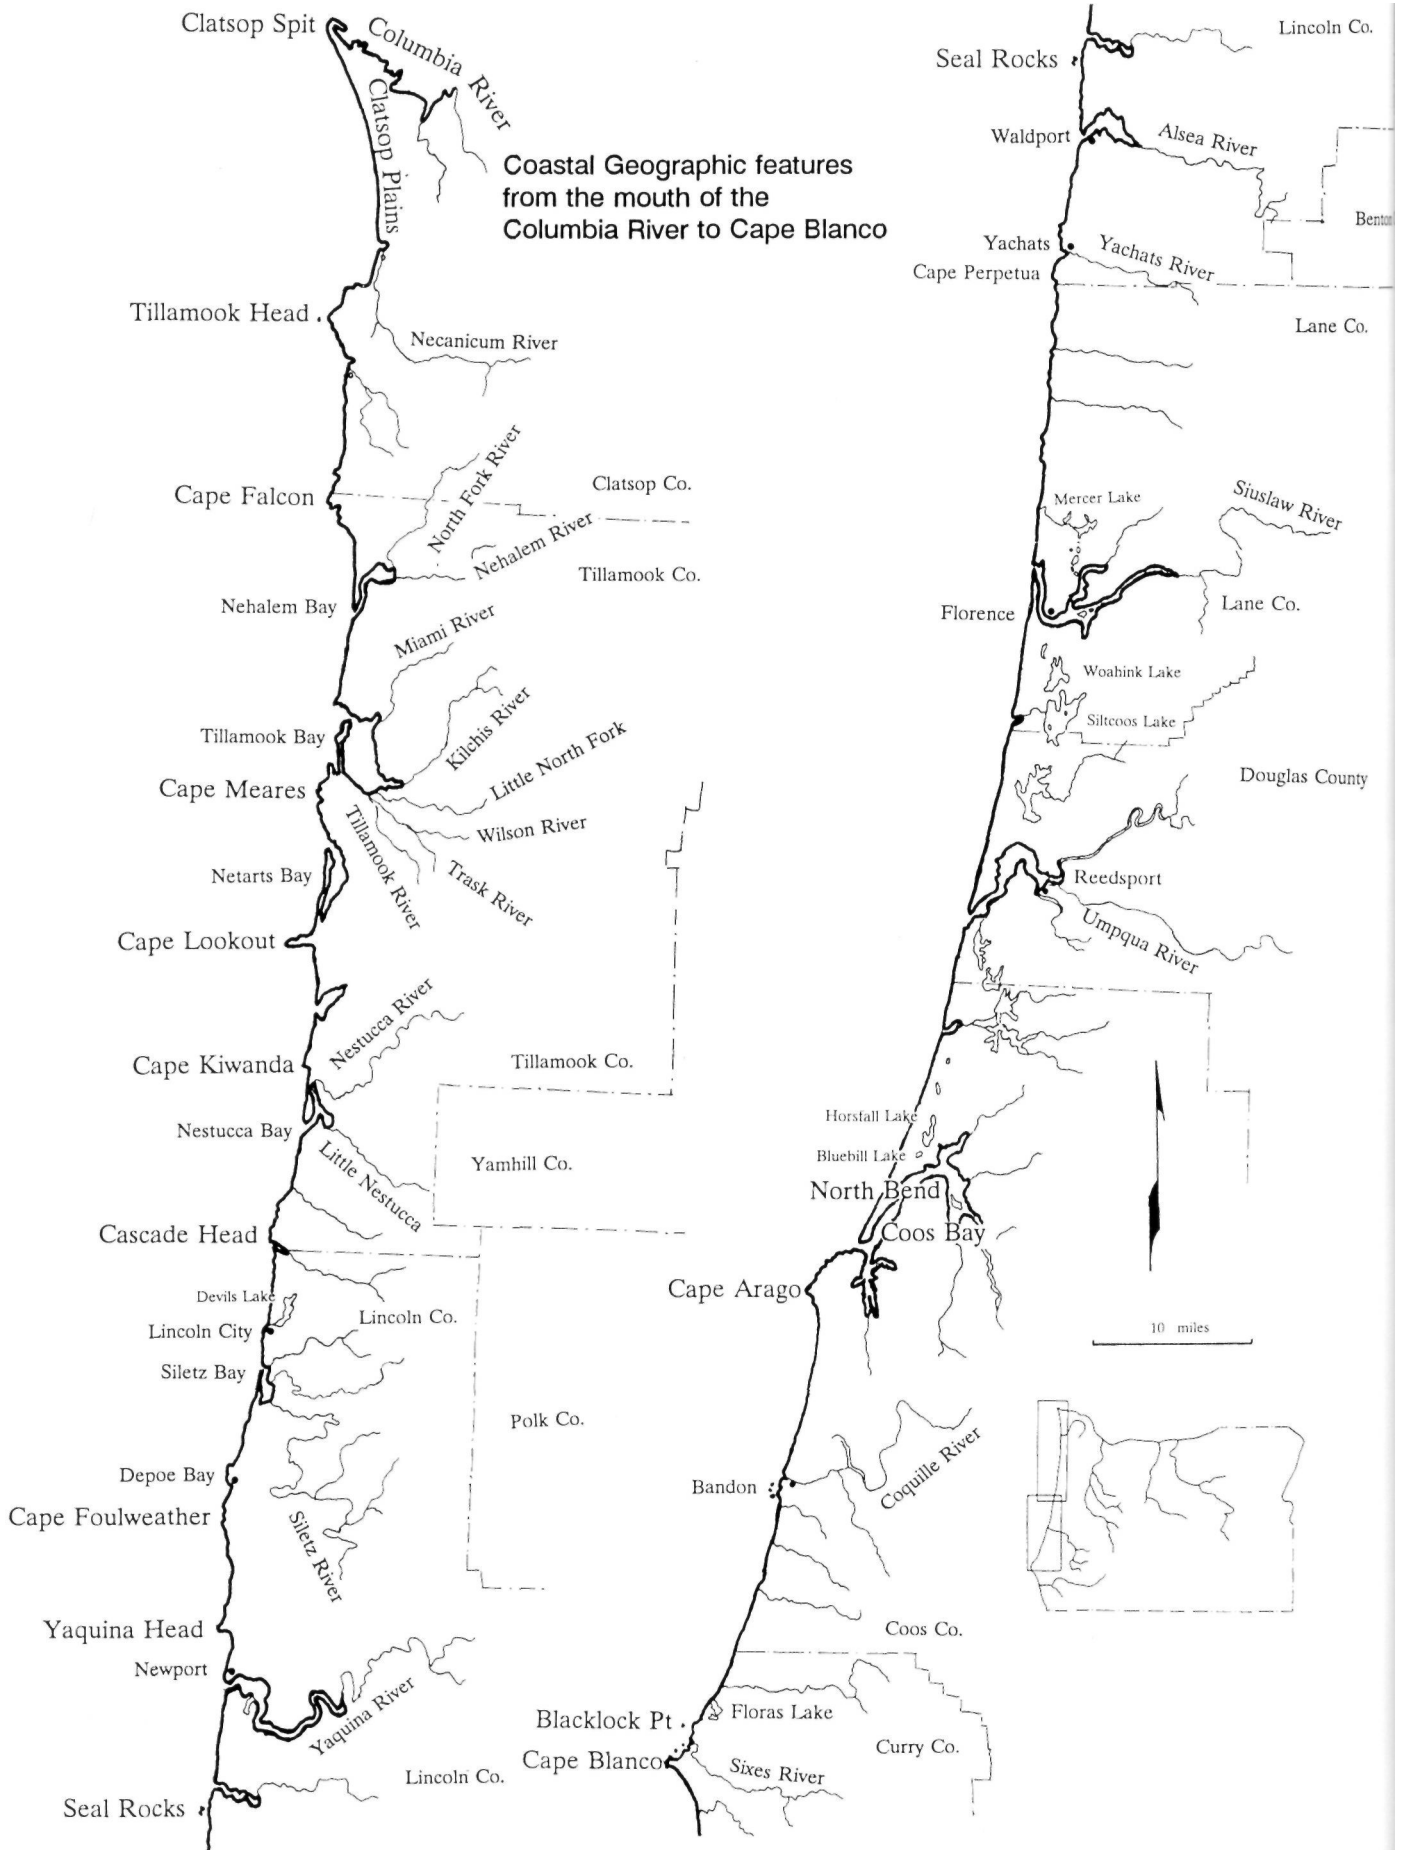 Clatsop Spit
Columbia River
Clatsop Plains
Coastal Geographic features
from the mouth of the
Columbia River to Cape Blanco
Tillamook Head
Necanicum River
North Fork River
Cape Falcon
Clatsop Co.
Nehalem River
Tillamook Co.
Nehalem Bay
Miami River
Tillamook Bay
Kilchis River
Little North Fork
Cape Meares
Wilson River
Tillamook River
Trask River
Netarts Bay
Cape Lookout
Nestucca River
Cape Kiwanda
Tillamook Co.
Nestucca Bay
Little Nestucca
Yamhill Co.
Cascade Head
Devils Lake
Lincoln City
Lincoln Co.
Siletz Bay
Polk Co.
Depoe Bay
Cape Foulweather
Siletz River
Yaquina Head
Newport
Yaquina River
Lincoln Co.
Seal Rocks
Lincoln Co.
Seal Rocks
Waldport
Alsea River
Benton
Yachats
Yachats River
Cape Perpetua
Lane Co.
Mercer Lake
Siuslaw River
Florence
Lane Co.
Woahink Lake
Siltcoos Lake
Douglas County
Reedsport
Umpqua River
Horsfall Lake
Bluebill Lake
North Bend
Coos Bay
Cape Arago
10 miles
Bandon
Coquille River
Coos Co.
Blacklock Pt
Floras Lake
Curry Co.
Cape Blanco
Sixes River